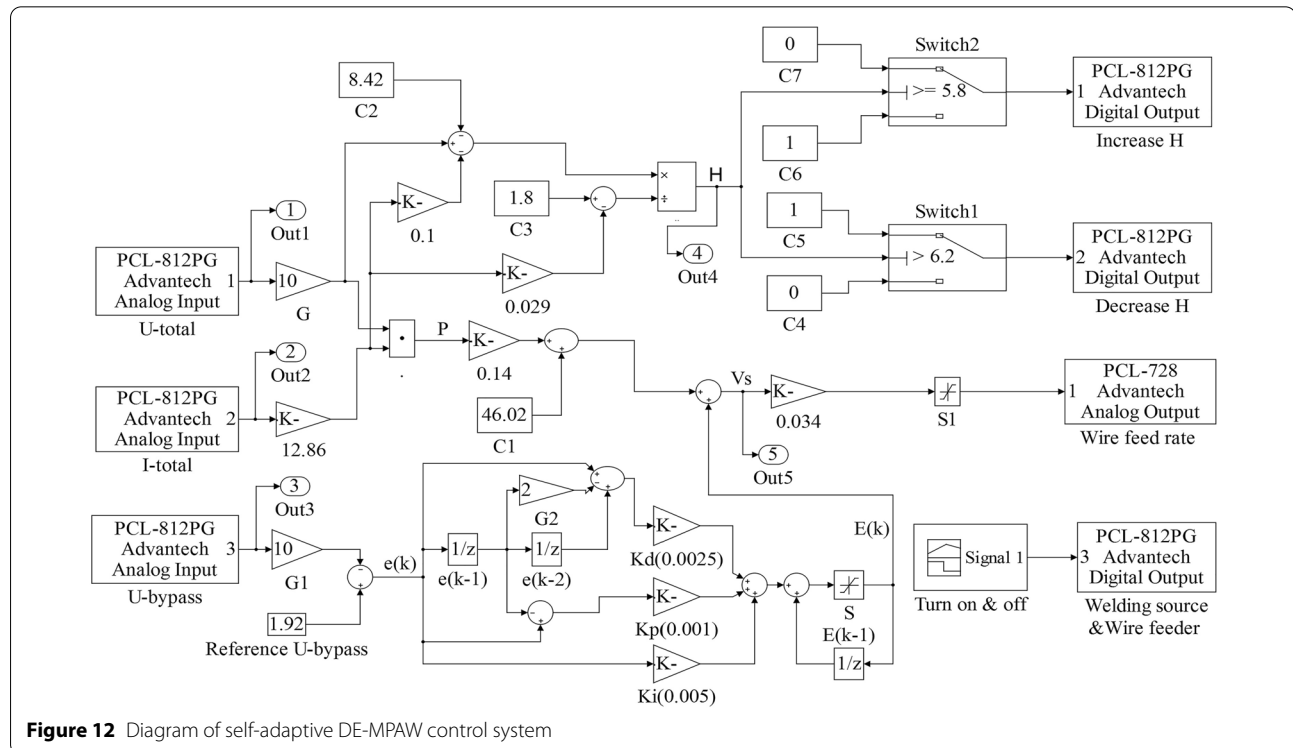 0
C7
Switch2
>= 5.8
PCL-812PG
1 Advantech
Digital Output
Increase H
8.42
C2
1
C6
1
C5
Switch1
> 6.2
0
C4
PCL-812PG
2 Advantech
Digital Output
Decrease H
-K-
0.1
1.8
C3
×
÷
H
4
Out4
-K-
0.029
1
Out1
PCL-812PG
Advantech 1
Analog Input
U-total
10
G
P
-K-
0.14
46.02
C1
Vs
-K-
0.034
5
Out5
S1
PCL-728
1 Advantech
Analog Output
Wire feed rate
2
Out2
PCL-812PG
Advantech 2
Analog Input
I-total
-K-
12.86
3
Out3
PCL-812PG
Advantech 3
Analog Input
U-bypass
10
G1
1.92
Reference U-bypass
e(k)
2
G2
1/z
e(k-1)
1/z
e(k-2)
-K-
Kd(0.0025)
-K-
Kp(0.001)
-K-
Ki(0.005)
S
E(k)
E(k-1)
1/z
Signal 1
Turn on & off
PCL-812PG
3 Advantech
Digital Output
Welding source
&Wire feeder
Figure 12 Diagram of self-adaptive DE-MPAW control system